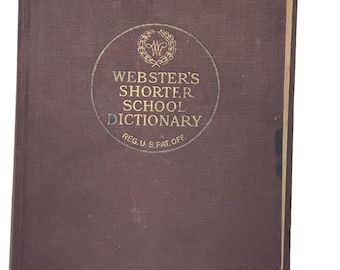 W
WEBSTER'S
SHORTER
SCHOOL
DICTIONARY
REG. U. S. PAT. OFF.